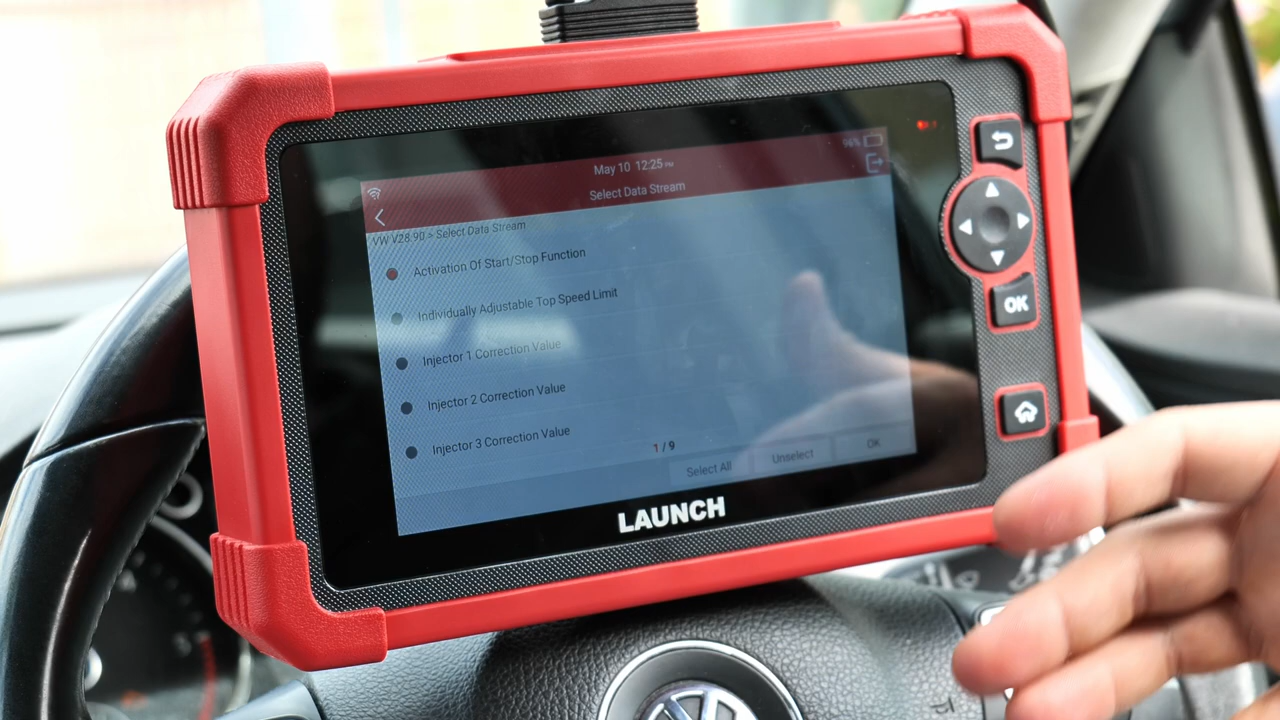 96%
May 10 12:25 PM
Select Data Stream
VW V28.90 > Select Data Stream
Activation Of Start/Stop Function
Individually Adjustable Top Speed Limit
Injector 1 Correction Value
Injector 2 Correction Value
Injector 3 Correction Value
1 / 9
Select All Unselect OK
LAUNCH
OK